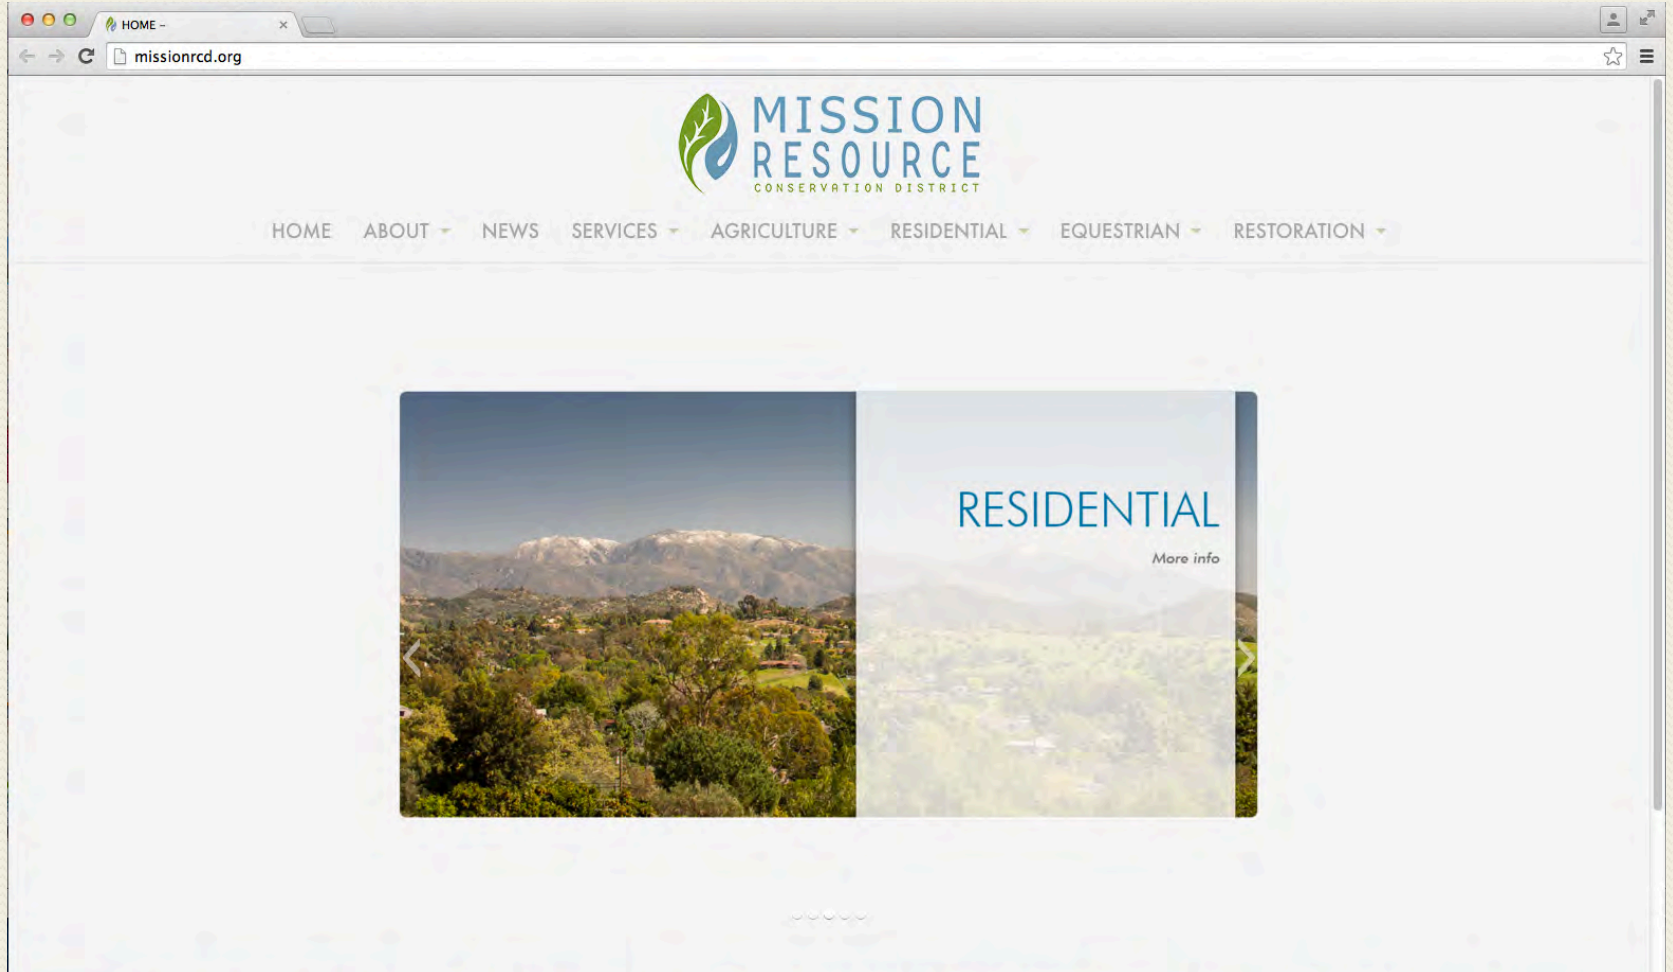 HOME –
missionrcd.org
MISSION
RESOURCE
CONSERVATION DISTRICT
HOME ABOUT NEWS SERVICES AGRICULTURE RESIDENTIAL EQUESTRIAN RESTORATION
RESIDENTIAL
More info